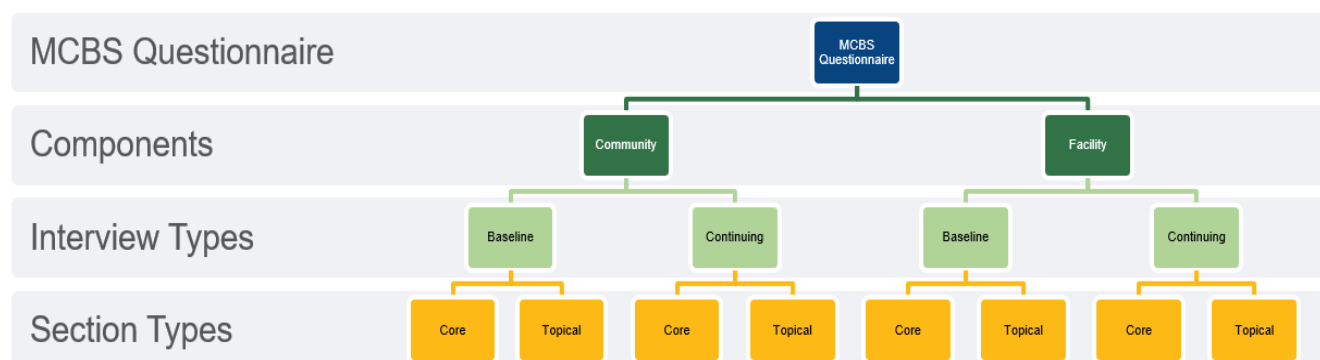 MCBS Questionnaire
MCBS
Questionnaire
Components
Community
Facility
Interview Types
Baseline
Continuing
Baseline
Continuing
Section Types
Core
Topical
Core
Topical
Core
Topical
Core
Topical